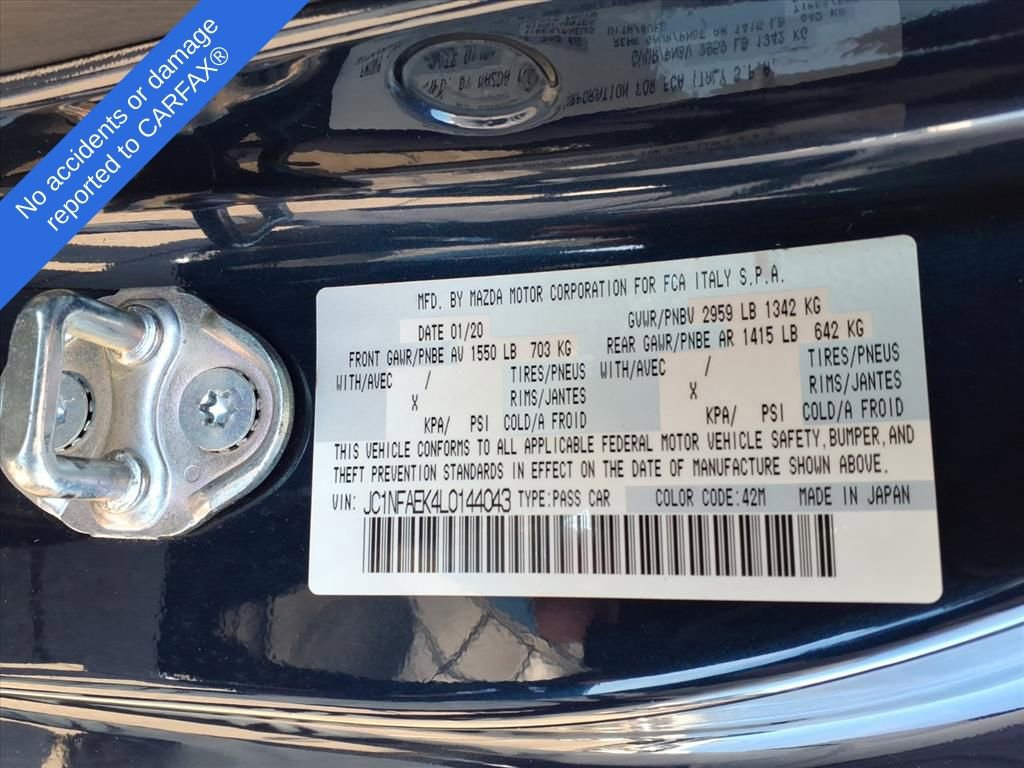 No accidents or damage
reported to CARFAX®
MFD. BY MAZDA MOTOR CORPORATION FOR FCA ITALY S.P.A.
DATE 01/20 GVWR/PNBV 2959 LB 1342 KG
FRONT GAWR/PNBE AV 1550 LB 703 KG REAR GAWR/PNBE AR 1415 LB 642 KG
WITH/AVEC / TIRES/PNEUS WITH/AVEC / TIRES/PNEUS
X RIMS/JANTES X RIMS/JANTES
KPA/ PSI COLD/A FROID KPA/ PSI COLD/A FROID
THIS VEHICLE CONFORMS TO ALL APPLICABLE FEDERAL MOTOR VEHICLE SAFETY, BUMPER, AND
THEFT PREVENTION STANDARDS IN EFFECT ON THE DATE OF MANUFACTURE SHOWN ABOVE.
VIN: JC1NFAEK4L0144043 TYPE:PASS CAR COLOR CODE:42M MADE IN JAPAN